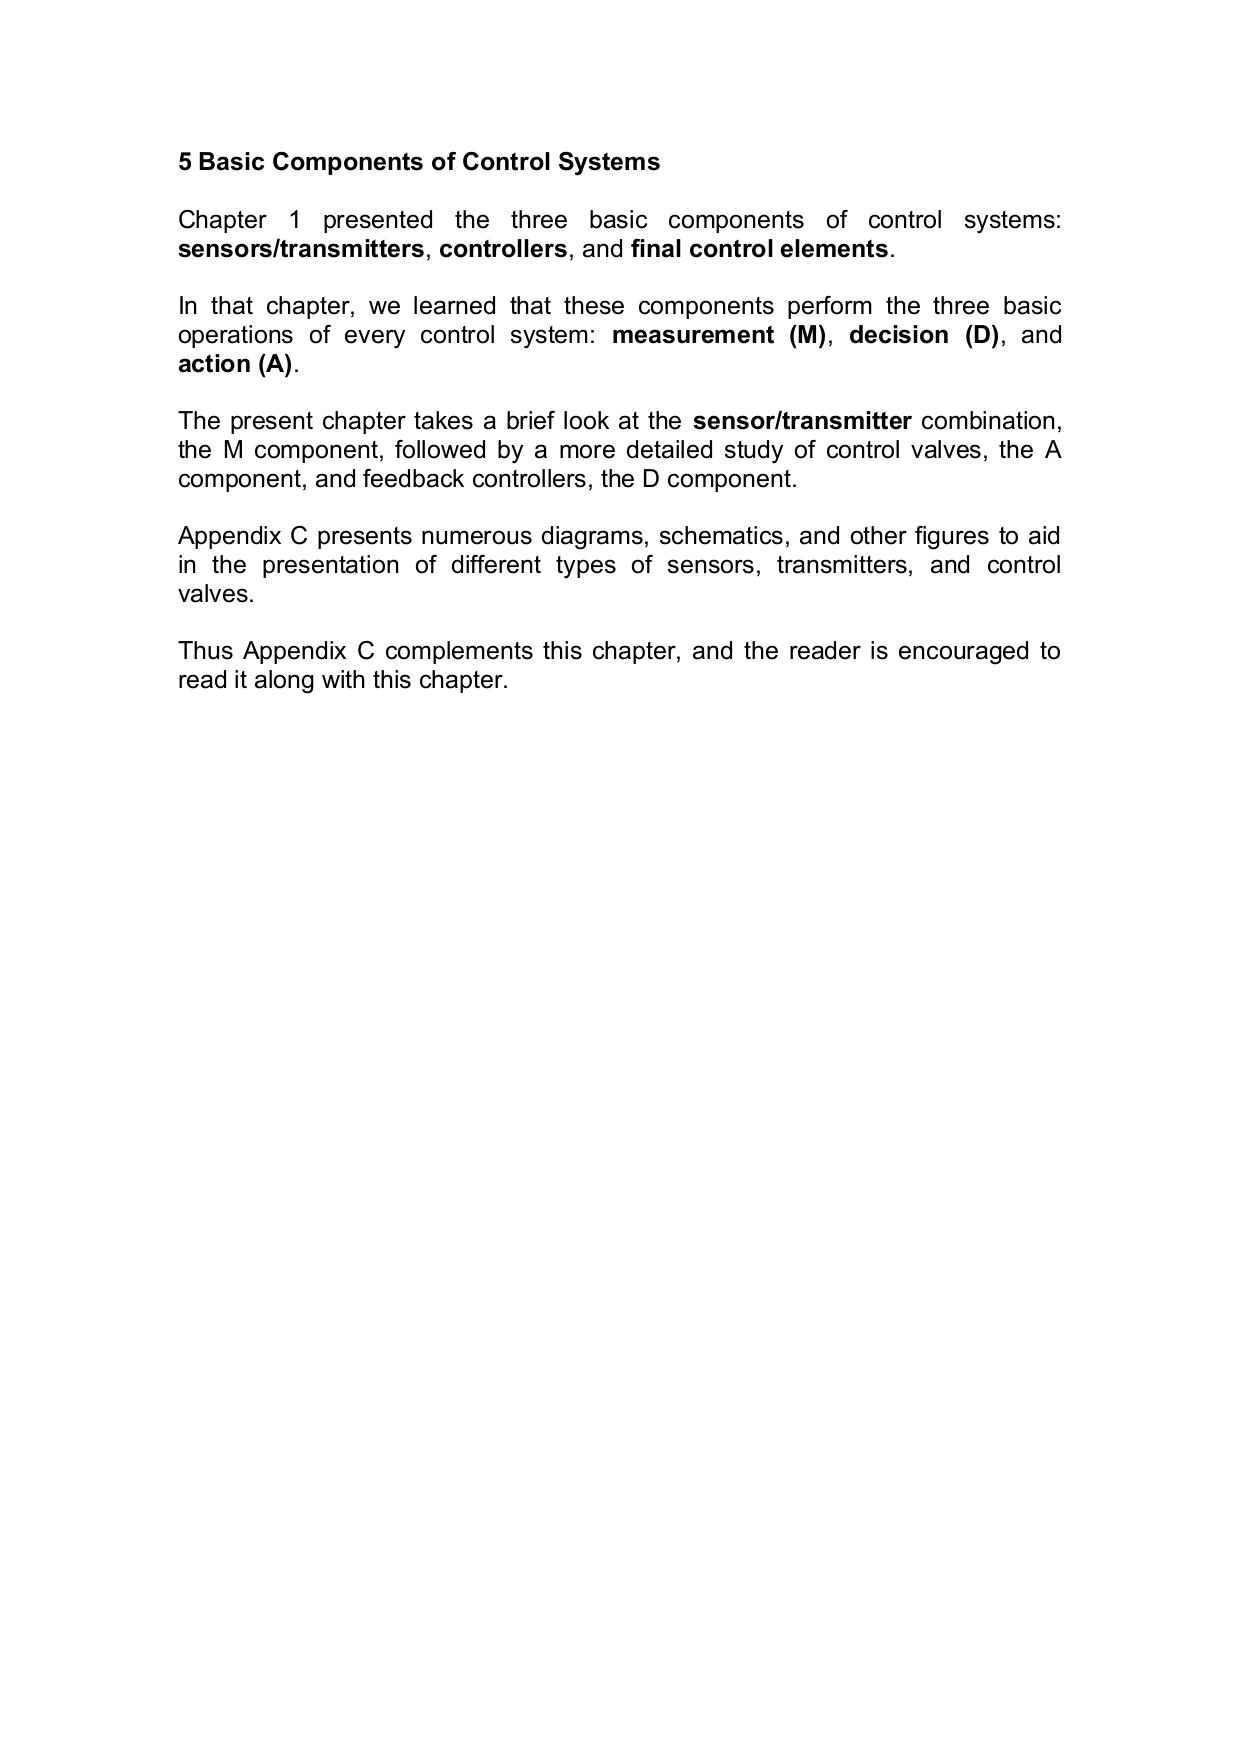 5 Basic Components of Control Systems
Chapter 1 presented the three basic components of control systems:
sensors/transmitters, controllers, and final control elements.
In that chapter, we learned that these components perform the three basic
operations of every control system: measurement (M), decision (D), and
action (A).
The present chapter takes a brief look at the sensor/transmitter combination,
the M component, followed by a more detailed study of control valves, the A
component, and feedback controllers, the D component.
Appendix C presents numerous diagrams, schematics, and other figures to aid
in the presentation of different types of sensors, transmitters, and control
valves.
Thus Appendix C complements this chapter, and the reader is encouraged to
read it along with this chapter.